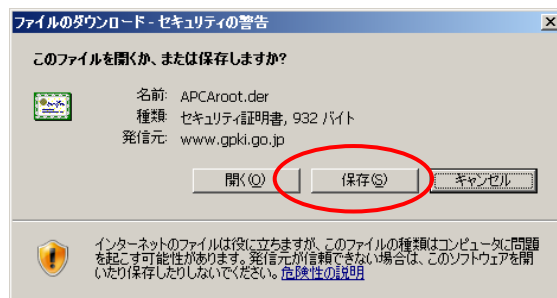 ファイルのダウンロード - セキュリティの警告
このファイルを開くか、または保存しますか?
名前: APCAroot.der
種類: セキュリティ証明書, 932 バイト
発信元: www.gpki.go.jp
開く(O) 保存(S) キャンセル
インターネットのファイルは役に立ちますが、このファイルの種類はコンピュータに問題
を起こす可能性があります。発信元が信頼できない場合は、このソフトウェアを開
いたり保存したりしないでください。危険性の説明